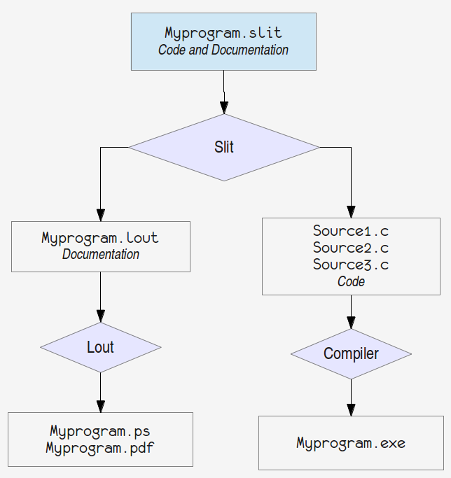 Myprogram.slit
Code and Documentation
Slit
Myprogram.lout
Documentation
Source1.c
Source2.c
Source3.c
Code
Lout
Compiler
Myprogram.ps
Myprogram.pdf
Myprogram.exe